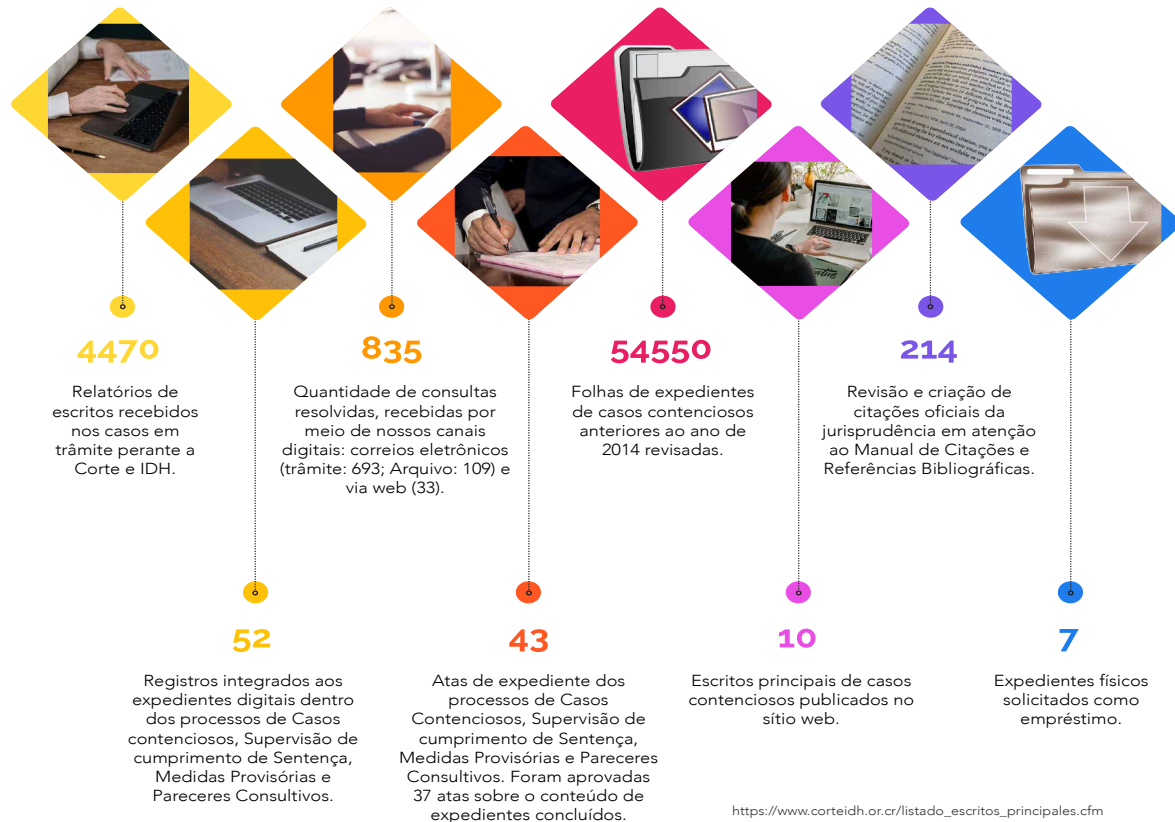 4470
Relatórios de
escritos recebidos
nos casos em
trâmite perante a
Corte e IDH.
835
Quantidade de consultas
resolvidas, recebidas por
meio de nossos canais
digitais: correios eletrônicos
(trâmite: 693; Arquivo: 109) e
via web (33).
54550
Folhas de expedientes
de casos contenciosos
anteriores ao ano de
2014 revisadas.
214
Revisão e criação de
citações oficiais da
jurisprudência em atenção
ao Manual de Citações e
Referências Bibliográficas.
52
Registros integrados aos
expedientes digitais dentro
dos processos de Casos
contenciosos, Supervisão de
cumprimento de Sentença,
Medidas Provisórias e
Pareceres Consultivos.
43
Atas de expediente dos
processos de Casos
Contenciosos, Supervisão de
cumprimento de Sentença,
Medidas Provisórias e Pareceres
Consultivos. Foram aprovadas
37 atas sobre o conteúdo de
expedientes concluídos.
10
Escritos principais de casos
contenciosos publicados no
sítio web.
7
Expedientes físicos
solicitados como
empréstimo.
https://www.corteidh.or.cr/listado_escritos_principales.cfm